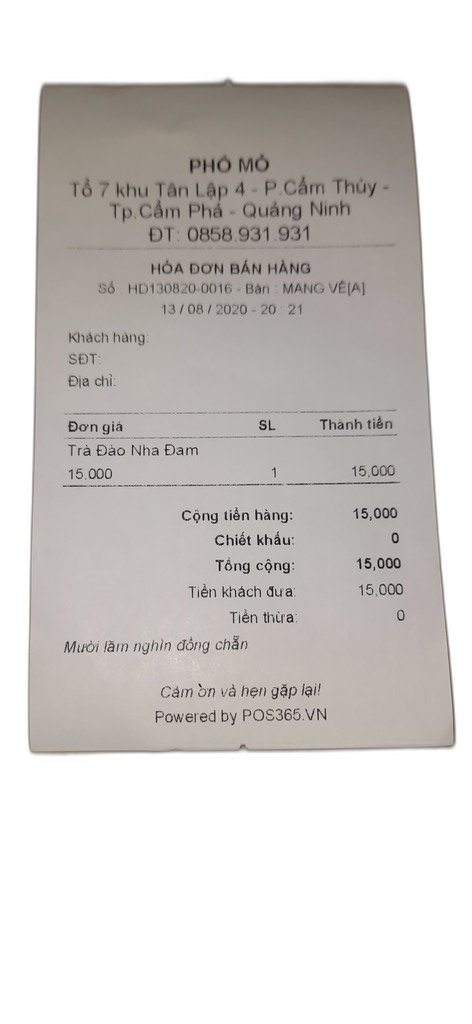 PHỐ MỎ
Tổ 7 khu Tân Lập 4 - P.Cẩm Thủy -
Tp.Cẩm Phả - Quảng Ninh
ĐT: 0858.931.931
HÓA ĐƠN BÁN HÀNG
Số : HD130820-0016 - Bàn : MANG VỀ[A]
13 / 08 / 2020 - 20 : 21
Khách hàng:
SĐT:
Địa chỉ:
Đơn giá SL Thành tiền
Trà Đào Nha Đam
15,000 1 15,000
Cộng tiền hàng: 15,000
Chiết khấu: 0
Tổng cộng: 15,000
Tiền khách đưa: 15,000
Tiền thừa: 0
Mười lăm nghìn đồng chẵn
Cảm ơn và hẹn gặp lại!
Powered by POS365.VN